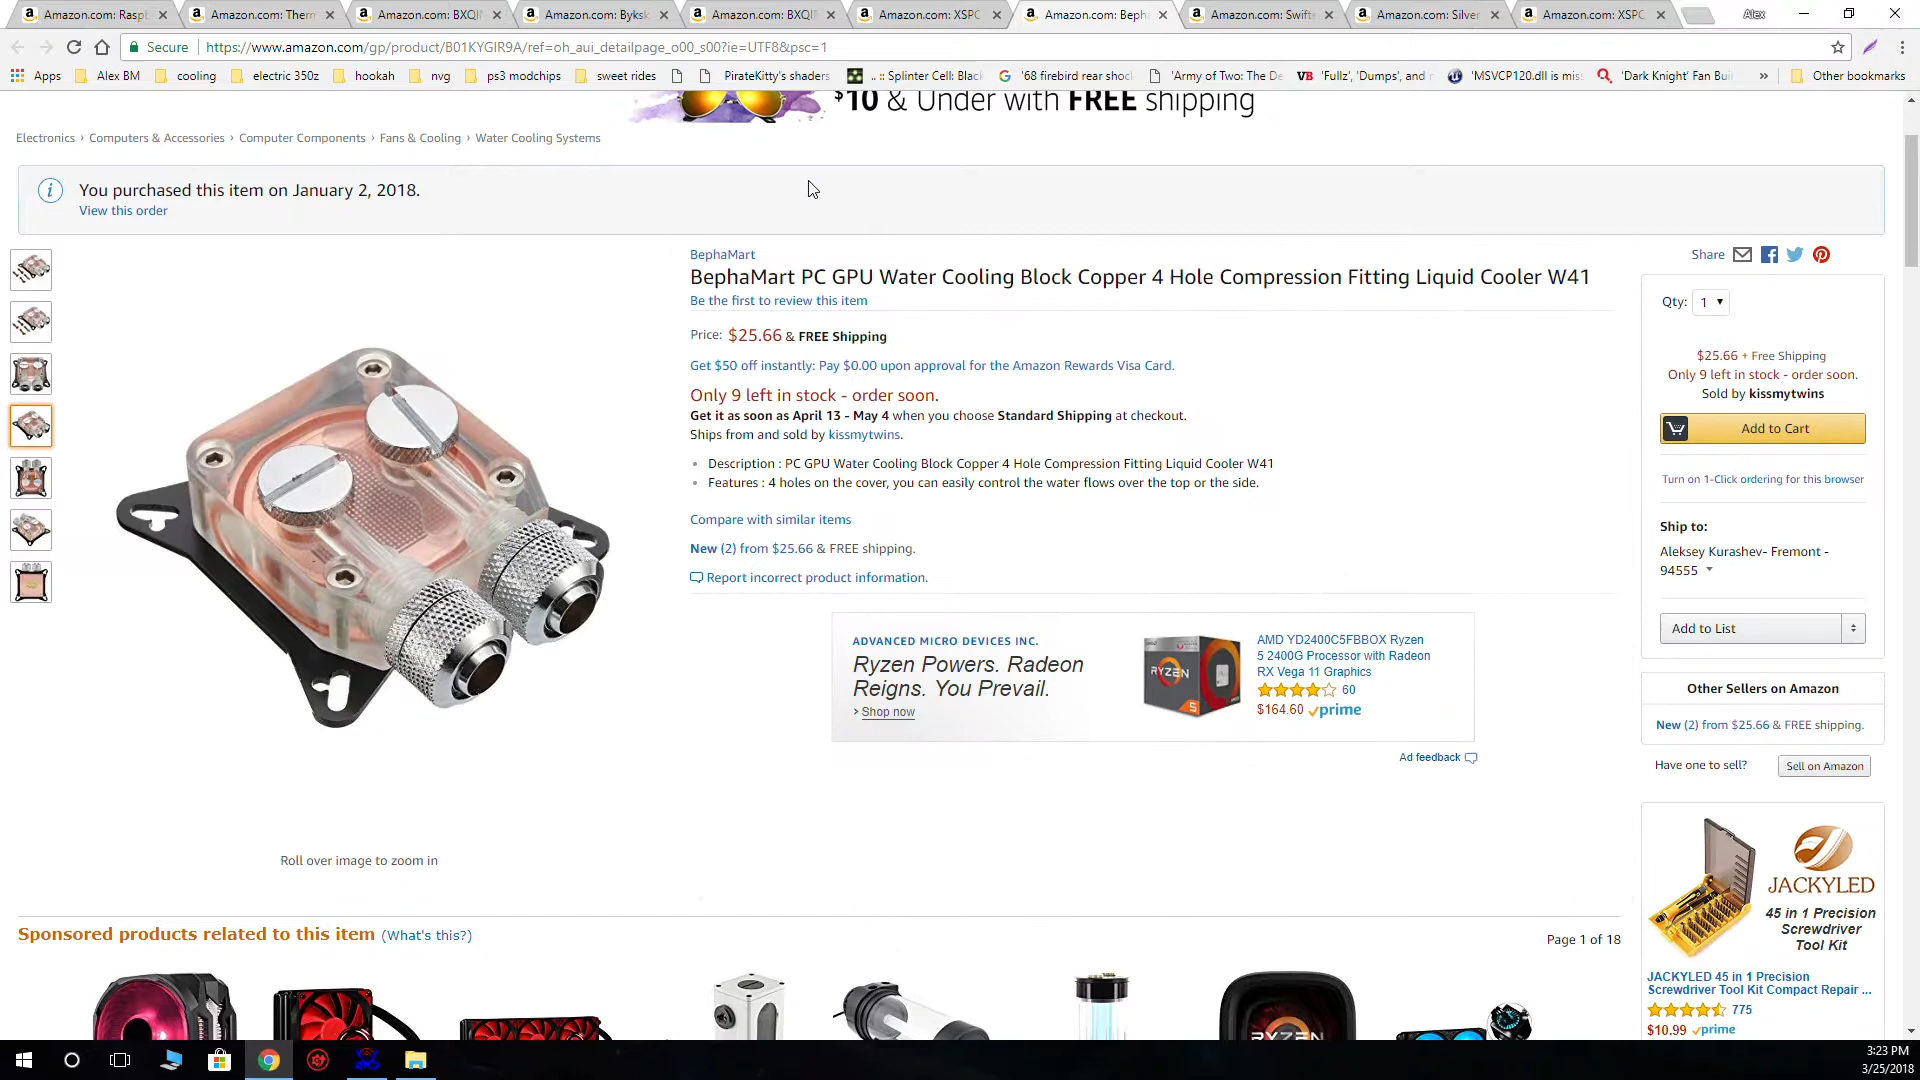 Amazon.com: Raspb
Amazon.com: Therm
Amazon.com: BXQIN
Amazon.com: Byksk
Amazon.com: BXQIE
Amazon.com: XSPC
Amazon.com: Beph
Amazon.com: Swift
Amazon.com: Silver
Amazon.com: XSPC
Alex
Secure
https://www.amazon.com/gp/product/B01KYGIR9A/ref=oh_aui_detailpage_o00_s00?ie=UTF8&psc=1
Apps
Alex BM
cooling
electric 350z
hookah
nvg
ps3 modchips
sweet rides
PirateKitty's shaders
.. :: Splinter Cell: Black
'68 firebird rear shock
'Army of Two: The De
'Fullz', 'Dumps', and
'MSVCP120.dll is miss
'Dark Knight' Fan Buil
»
Other bookmarks
$10 & Under with FREE shipping
Electronics › Computers & Accessories › Computer Components › Fans & Cooling › Water Cooling Systems
You purchased this item on January 2, 2018.
View this order
BephaMart
BephaMart PC GPU Water Cooling Block Copper 4 Hole Compression Fitting Liquid Cooler W41
Be the first to review this item
Price: $25.66 & FREE Shipping
Get $50 off instantly: Pay $0.00 upon approval for the Amazon Rewards Visa Card.
Only 9 left in stock - order soon.
Get it as soon as April 13 - May 4 when you choose Standard Shipping at checkout.
Ships from and sold by kissmytwins.
• Description : PC GPU Water Cooling Block Copper 4 Hole Compression Fitting Liquid Cooler W41
• Features : 4 holes on the cover, you can easily control the water flows over the top or the side.
Compare with similar items
New (2) from $25.66 & FREE shipping.
Report incorrect product information.
ADVANCED MICRO DEVICES INC.
Ryzen Powers. Radeon
Reigns. You Prevail.
› Shop now
RYZEN
5
AMD YD2400C5FBBOX Ryzen
5 2400G Processor with Radeon
RX Vega 11 Graphics
60
$164.60 prime
Ad feedback
Share
Qty: 1
$25.66 + Free Shipping
Only 9 left in stock - order soon.
Sold by kissmytwins
Add to Cart
Turn on 1-Click ordering for this browser
Ship to:
Aleksey Kurashev- Fremont -
94555
Add to List
Other Sellers on Amazon
New (2) from $25.66 & FREE shipping.
Have one to sell?
Sell on Amazon
JACKYLED
45 in 1 Precision
Screwdriver
Tool Kit
JACKYLED 45 in 1 Precision
Screwdriver Tool Kit Compact Repair ...
775
$10.99 prime
Roll over image to zoom in
Sponsored products related to this item (What's this?)
Page 1 of 18
RYZEN
3:23 PM
3/25/2018